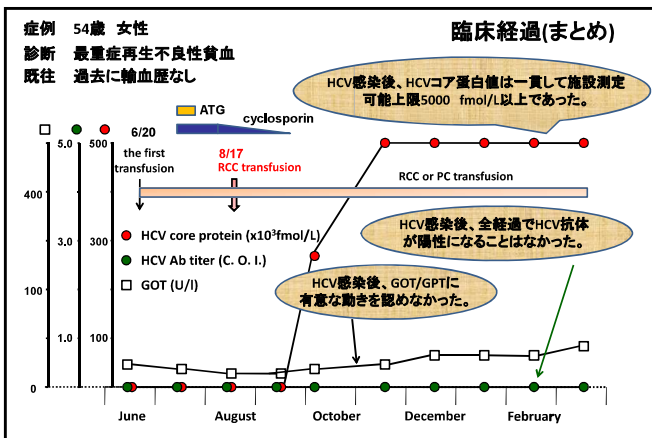 症例 54歳 女性
診断 最重症再生不良性貧血
既往 過去に輸血歴なし
臨床経過(まとめ)
HCV感染後、HCVコア蛋白値は一貫して施設測定
可能上限5000 fmol/L以上であった。
ATG
cyclosporin
6/20
the first
transfusion
8/17
RCC transfusion
RCC or PC transfusion
5.0
500
400
3.0
300
100
1.0
100
0
HCV core protein (x10³fmol/L)
HCV Ab titer (C. O. I.)
GOT (U/l)
HCV感染後、全経過でHCV抗体
が陽性になることはなかった。
HCV感染後、GOT/GPTに
有意な動きを認めなかった。
June
August
October
December
February